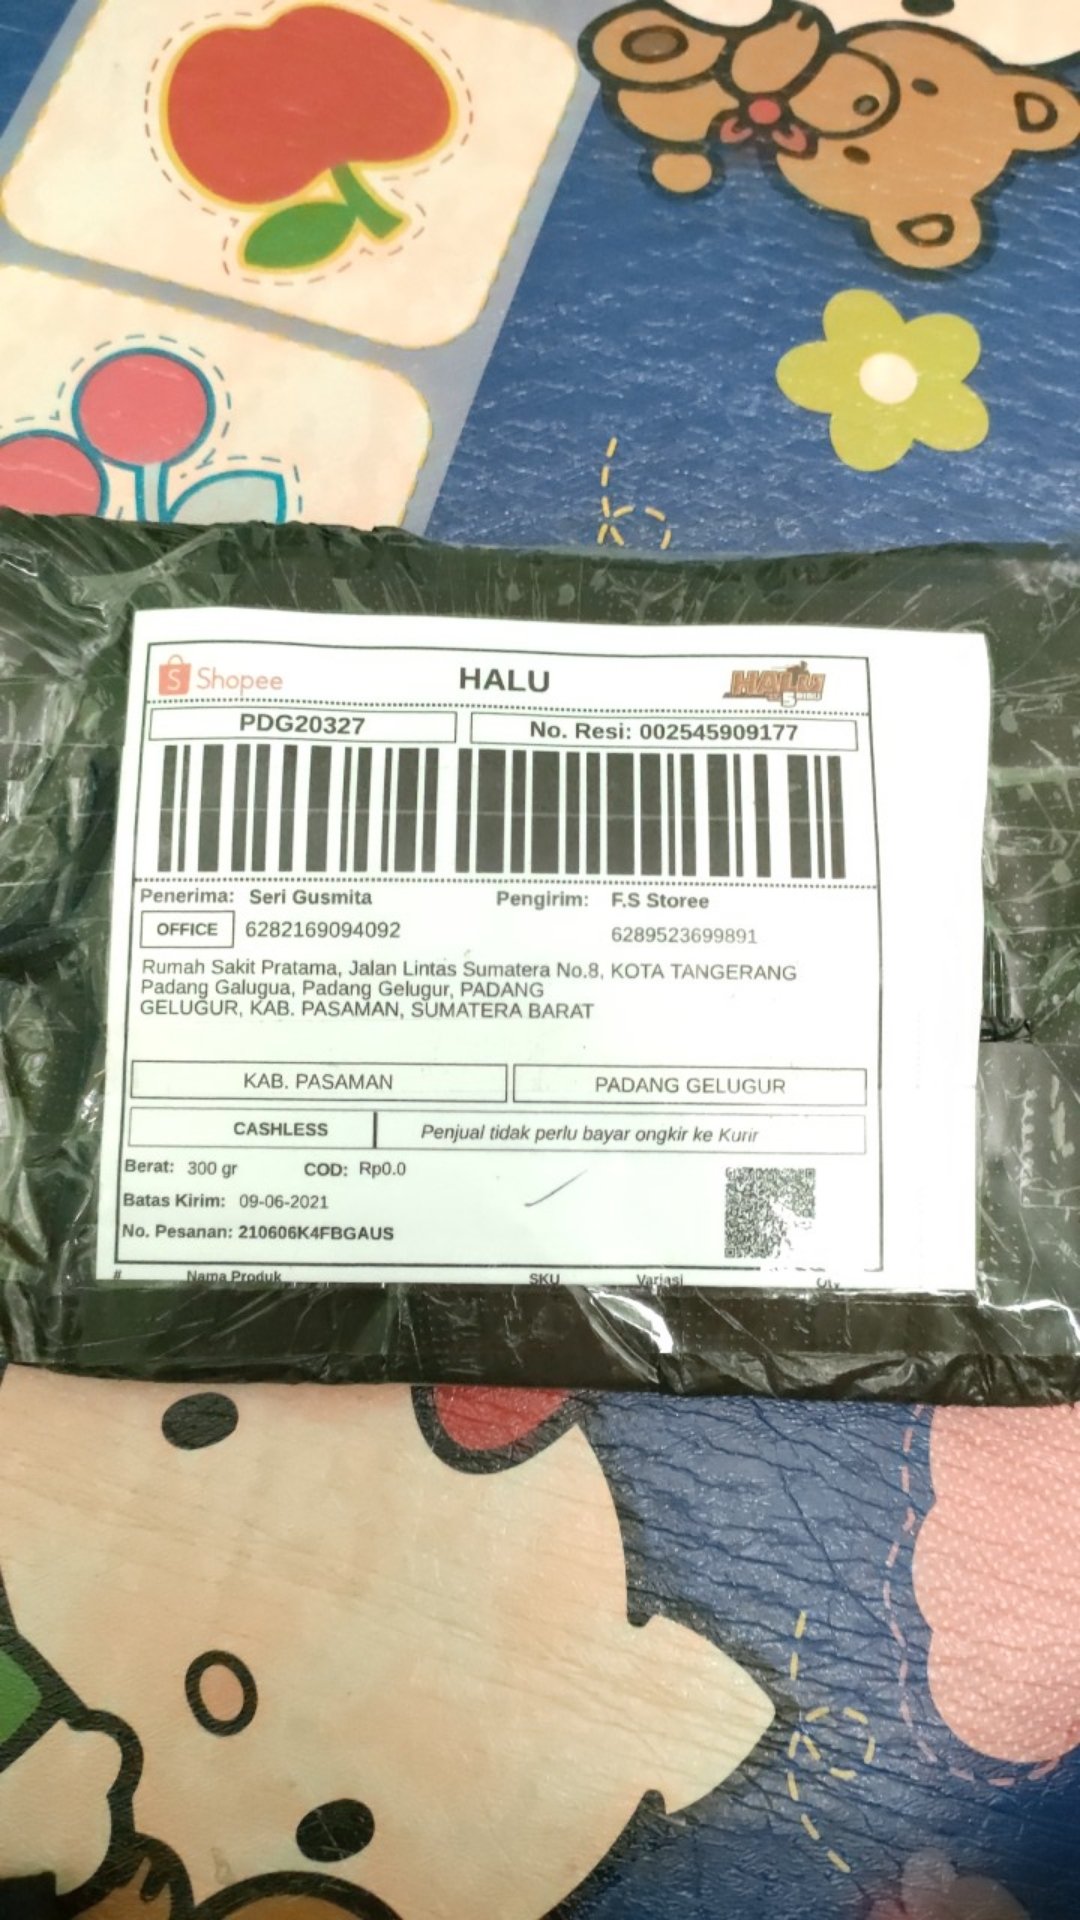 Shopee HALU HALU 5
PDG20327 No. Resi: 002545909177
Penerima: Seri Gusmita Pengirim: F.S Storee
OFFICE 6282169094092 6289523699891
Rumah Sakit Pratama, Jalan Lintas Sumatera No.8, KOTA TANGERANG
Padang Galugua, Padang Gelugur, PADANG
GELUGUR, KAB. PASAMAN, SUMATERA BARAT
KAB. PASAMAN PADANG GELUGUR
CASHLESS Penjual tidak perlu bayar ongkir ke Kurir
Berat: 300 gr COD: Rp0.0
Batas Kirim: 09-06-2021
No. Pesanan: 210606K4FBGAUS
# Nama Produk SKU Variasi Qty